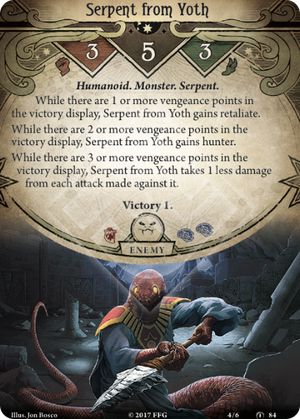 Serpent from Yoth
3 5 3
Humanoid. Monster. Serpent.
While there are 1 or more vengeance points in
the victory display, Serpent from Yoth gains retaliate.
While there are 2 or more vengeance points in
the victory display, Serpent from Yoth gains hunter.
While there are 3 or more vengeance points in the
victory display, Serpent from Yoth takes 1 less damage
from each attack made against it.
Victory 1.
ENEMY
Illus. Jon Bosco
© 2017 FFG
4/6
84